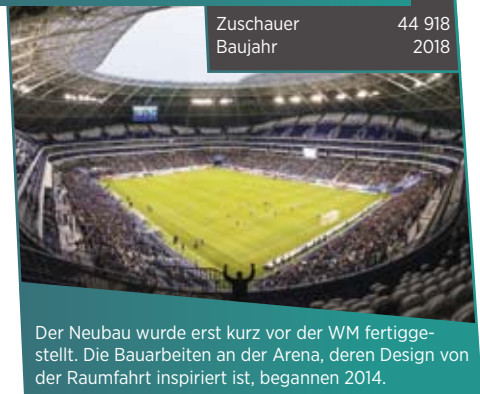 Zuschauer 44 918
Baujahr 2018
Der Neubau wurde erst kurz vor der WM fertigge-
stellt. Die Bauarbeiten an der Arena, deren Design von
der Raumfahrt inspiriert ist, begannen 2014.